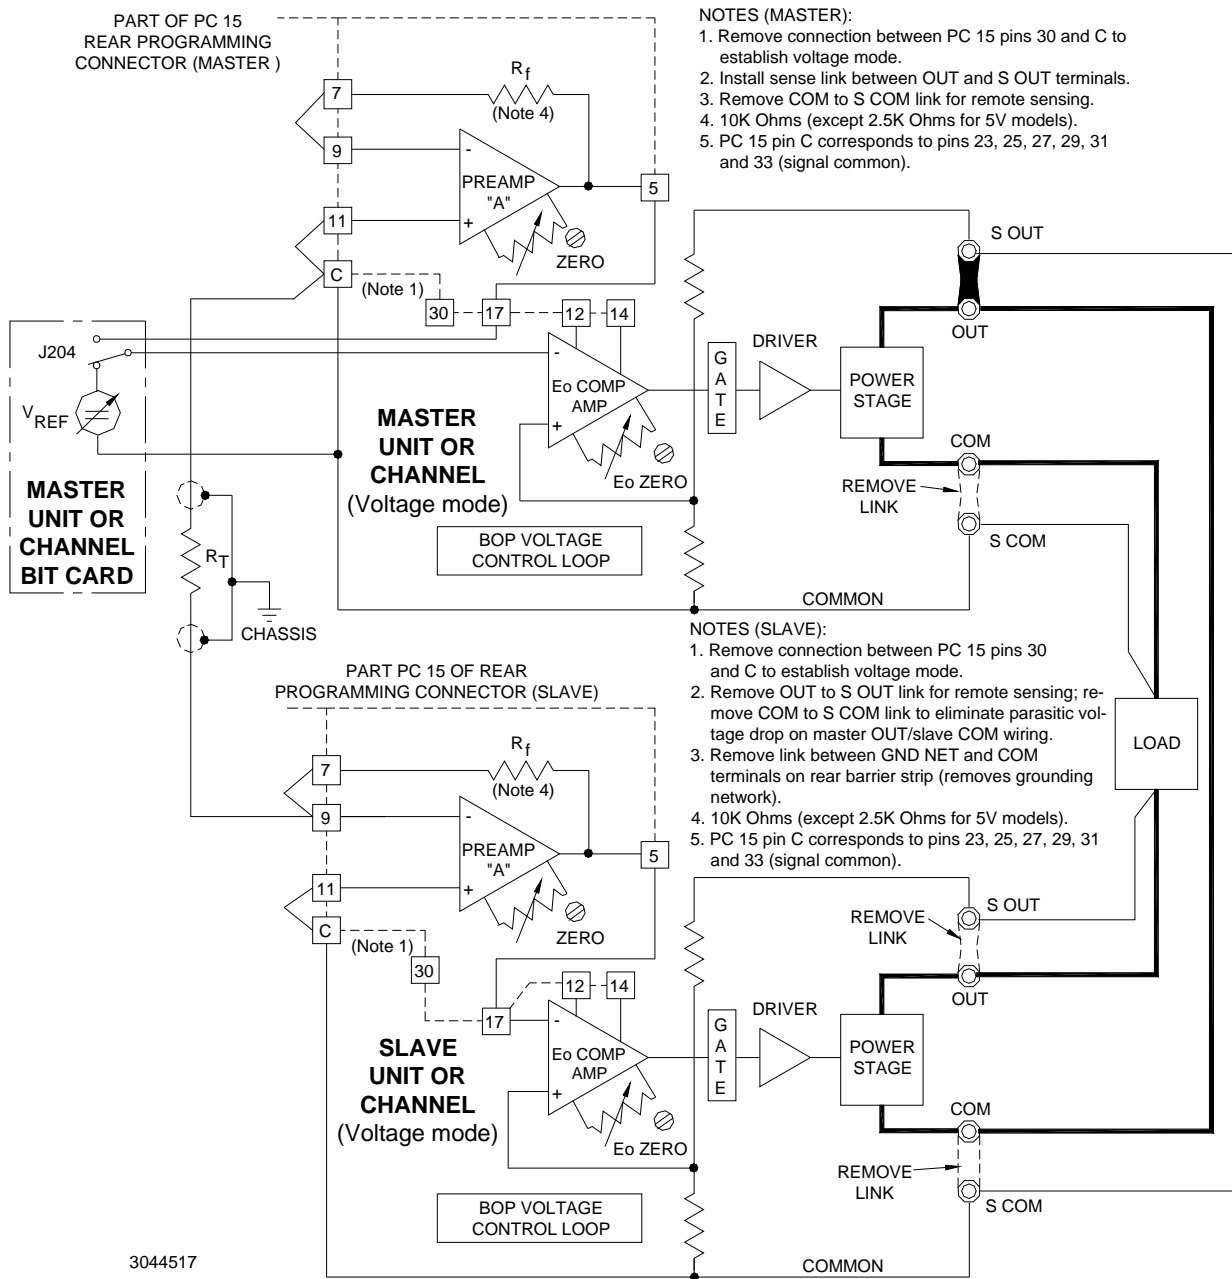 PART OF PC 15
REAR PROGRAMMING
CONNECTOR (MASTER )
NOTES (MASTER):
1. Remove connection between PC 15 pins 30 and C to
establish voltage mode.
2. Install sense link between OUT and S OUT terminals.
3. Remove COM to S COM link for remote sensing.
4. 10K Ohms (except 2.5K Ohms for 5V models).
5. PC 15 pin C corresponds to pins 23, 25, 27, 29, 31
and 33 (signal common).
7
Rf
(Note 4)
9
-
PREAMP
"A"
5
11
+
ZERO
C
(Note 1)
30
17
12
14
S OUT
OUT
J204
VREF
MASTER
UNIT OR
CHANNEL
BIT CARD
-
Eo COMP
AMP
+
Eo ZERO
GATE
DRIVER
POWER
STAGE
MASTER
UNIT OR
CHANNEL
(Voltage mode)
COM
REMOVE
LINK
S COM
BOP VOLTAGE
CONTROL LOOP
RT
CHASSIS
COMMON
NOTES (SLAVE):
1. Remove connection between PC 15 pins 30
and C to establish voltage mode.
2. Remove OUT to S OUT link for remote sensing; re-
move COM to S COM link to eliminate parasitic vol-
tage drop on master OUT/slave COM wiring.
3. Remove link between GND NET and COM
terminals on rear barrier strip (removes grounding
network).
4. 10K Ohms (except 2.5K Ohms for 5V models).
5. PC 15 pin C corresponds to pins 23, 25, 27, 29, 31
and 33 (signal common).
LOAD
PART PC 15 OF REAR
PROGRAMMING CONNECTOR (SLAVE)
7
Rf
(Note 4)
9
-
PREAMP
"A"
5
11
+
ZERO
C
(Note 1)
30
17
12
14
S OUT
REMOVE
LINK
OUT
-
Eo COMP
AMP
+
Eo ZERO
GATE
DRIVER
POWER
STAGE
SLAVE
UNIT OR
CHANNEL
(Voltage mode)
COM
REMOVE
LINK
S COM
BOP VOLTAGE
CONTROL LOOP
COMMON
3044517